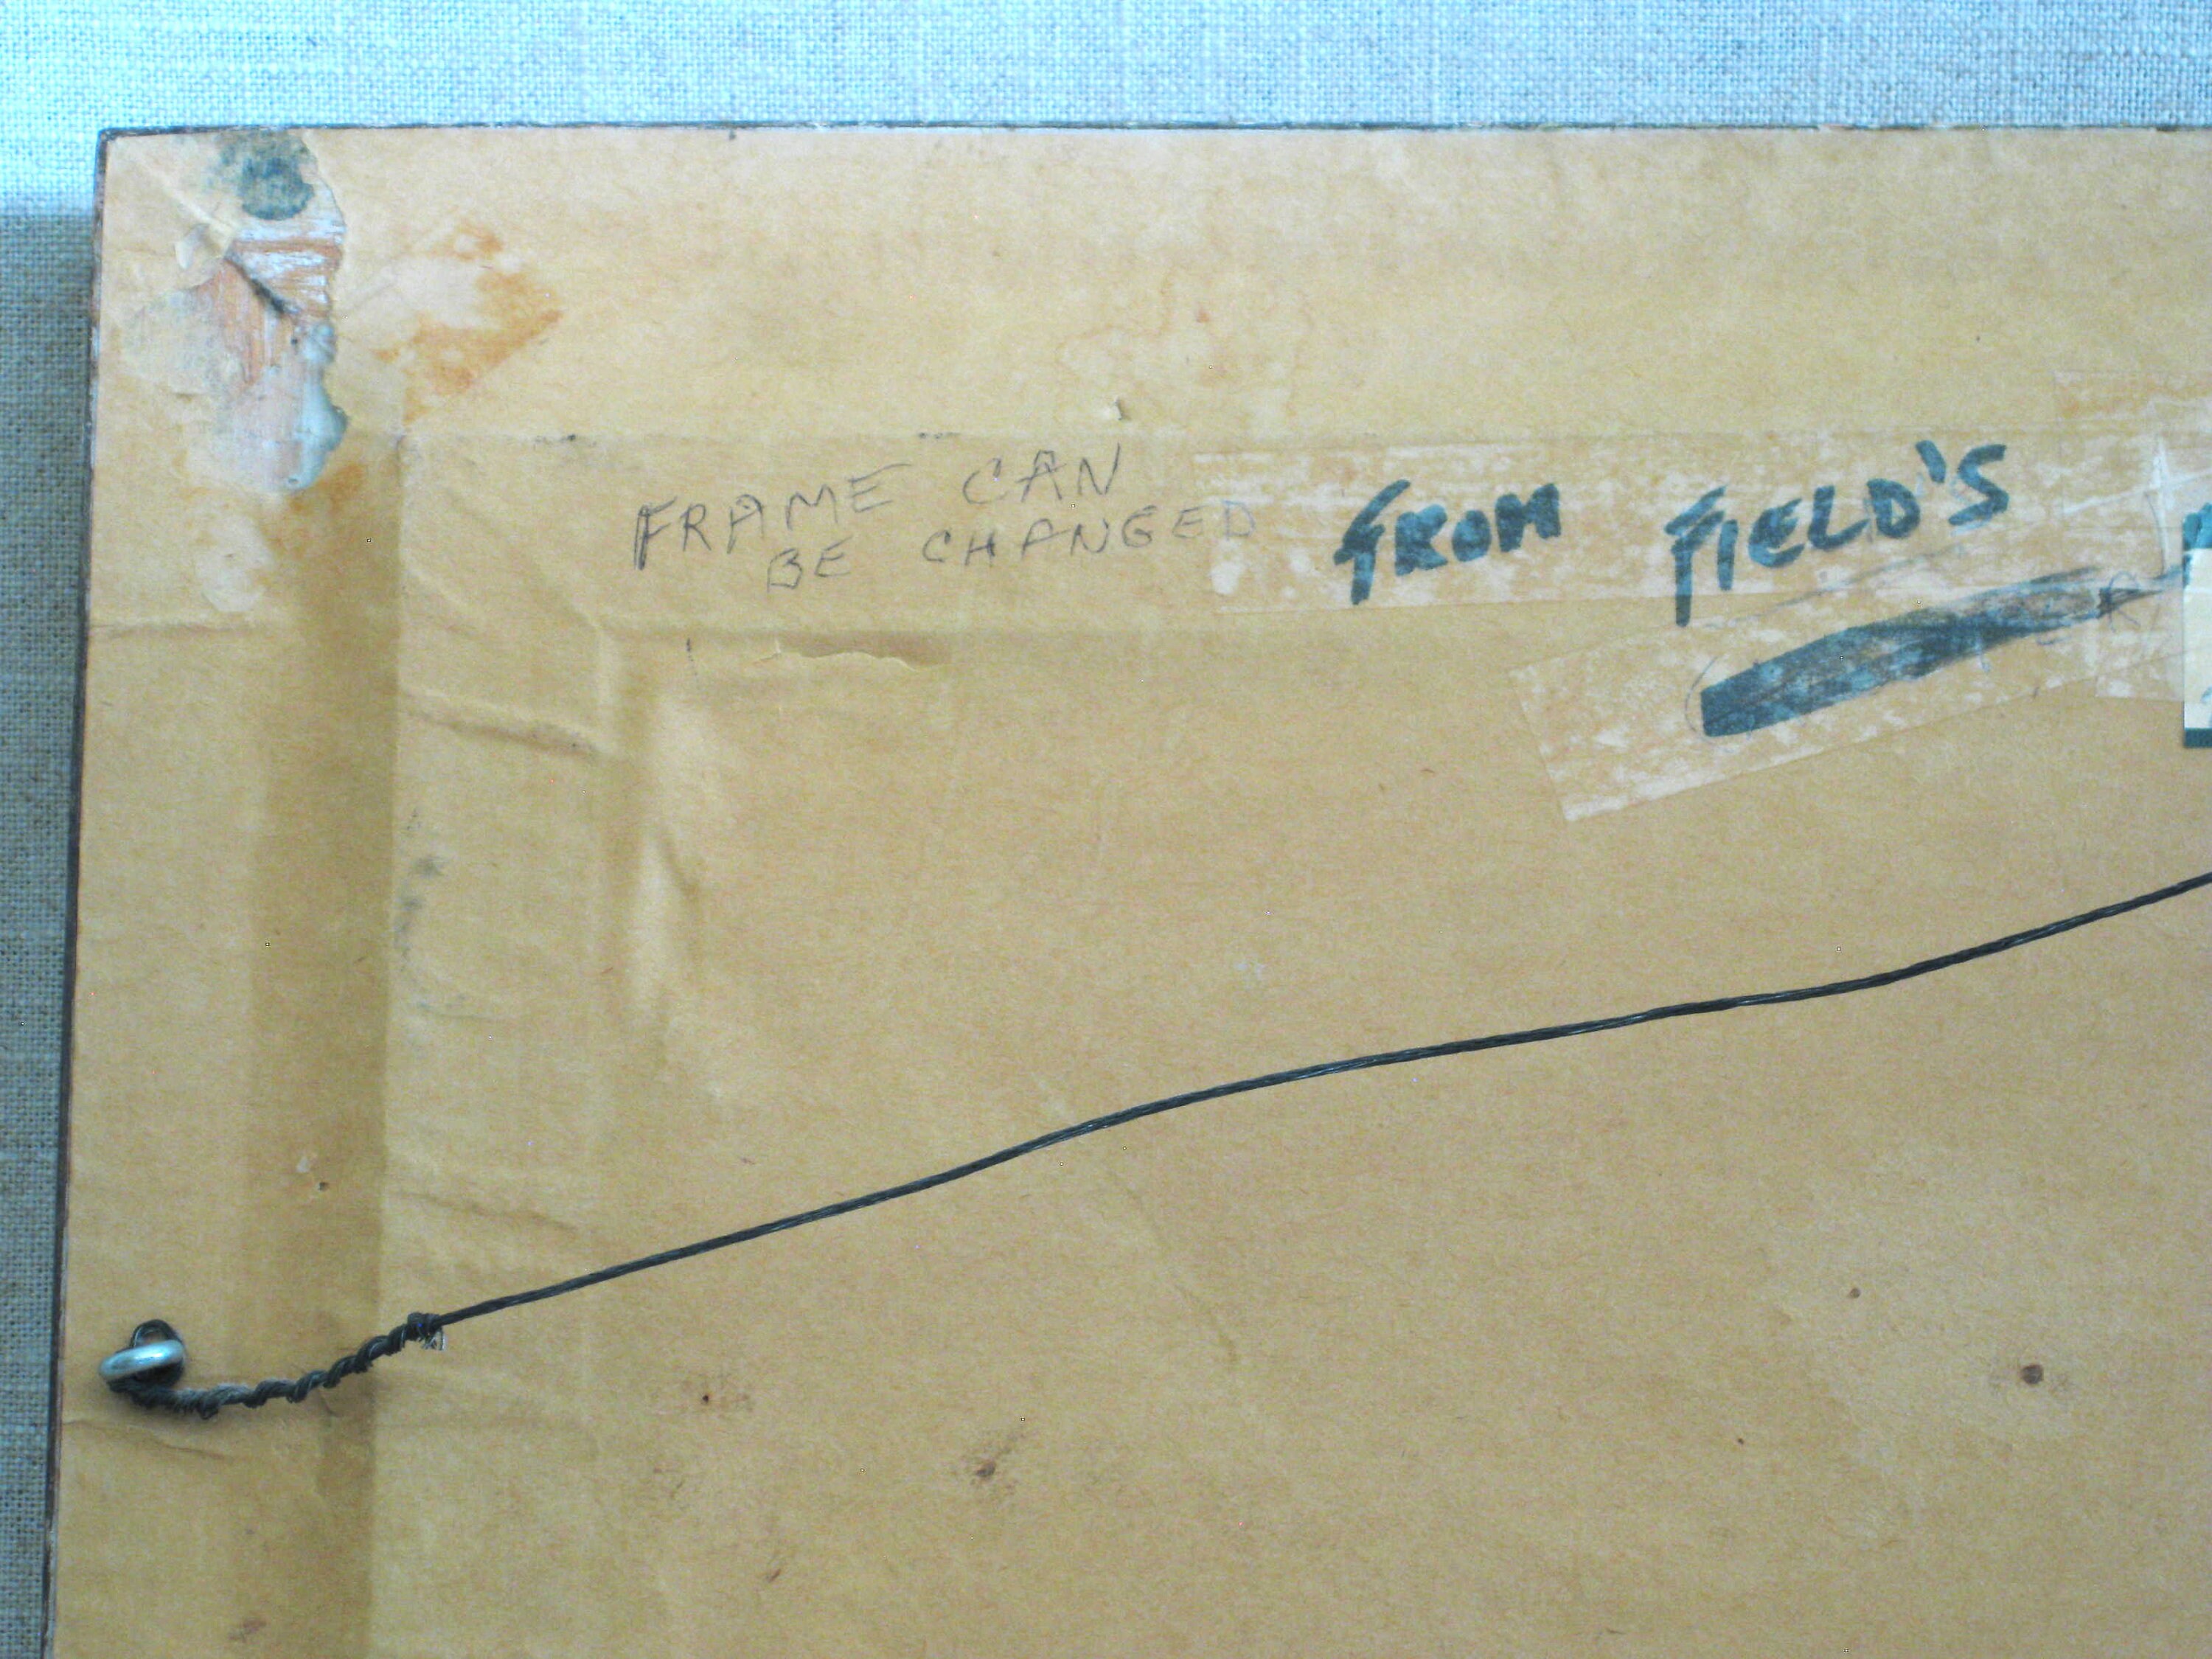 FRAME CAN
BE CHANGED
FROM FIELD'S